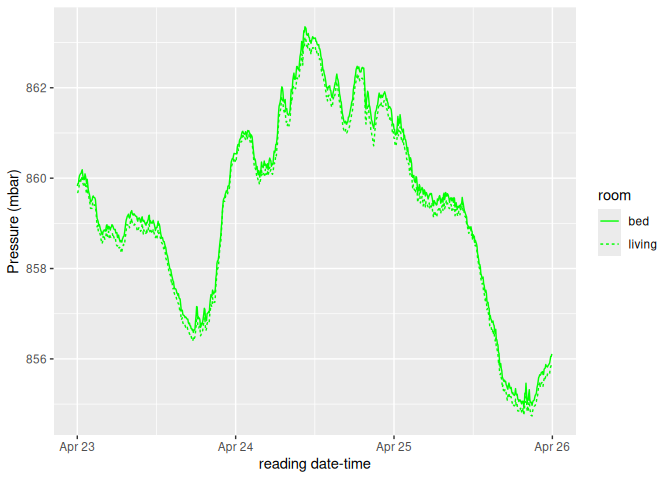 862
860
858
856
Pressure (mbar)
Apr 23
Apr 24
Apr 25
Apr 26
reading date-time
room
bed
living